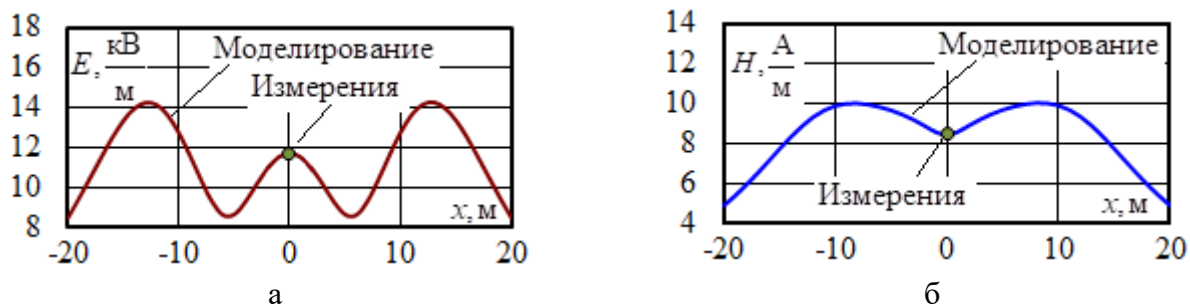 18
16
14
12
10
8
E, кВ
м
Моделирование
Измерения
x, м
-20 -10 0 10 20
а
14
12
10
8
6
4
H, А
м
Моделирование
Измерения
x, м
-20 -10 0 10 20
б